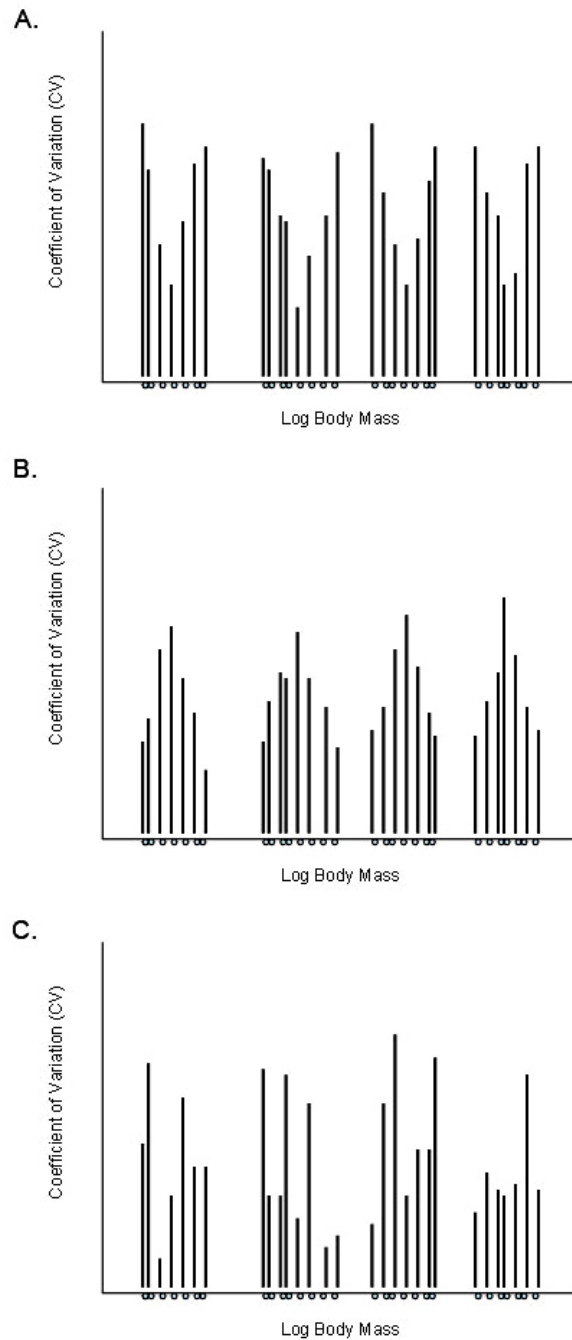 A.
Coefficient of Variation (CV)
Log Body Mass
B.
Coefficient of Variation (CV)
Log Body Mass
C.
Coefficient of Variation (CV)
Log Body Mass